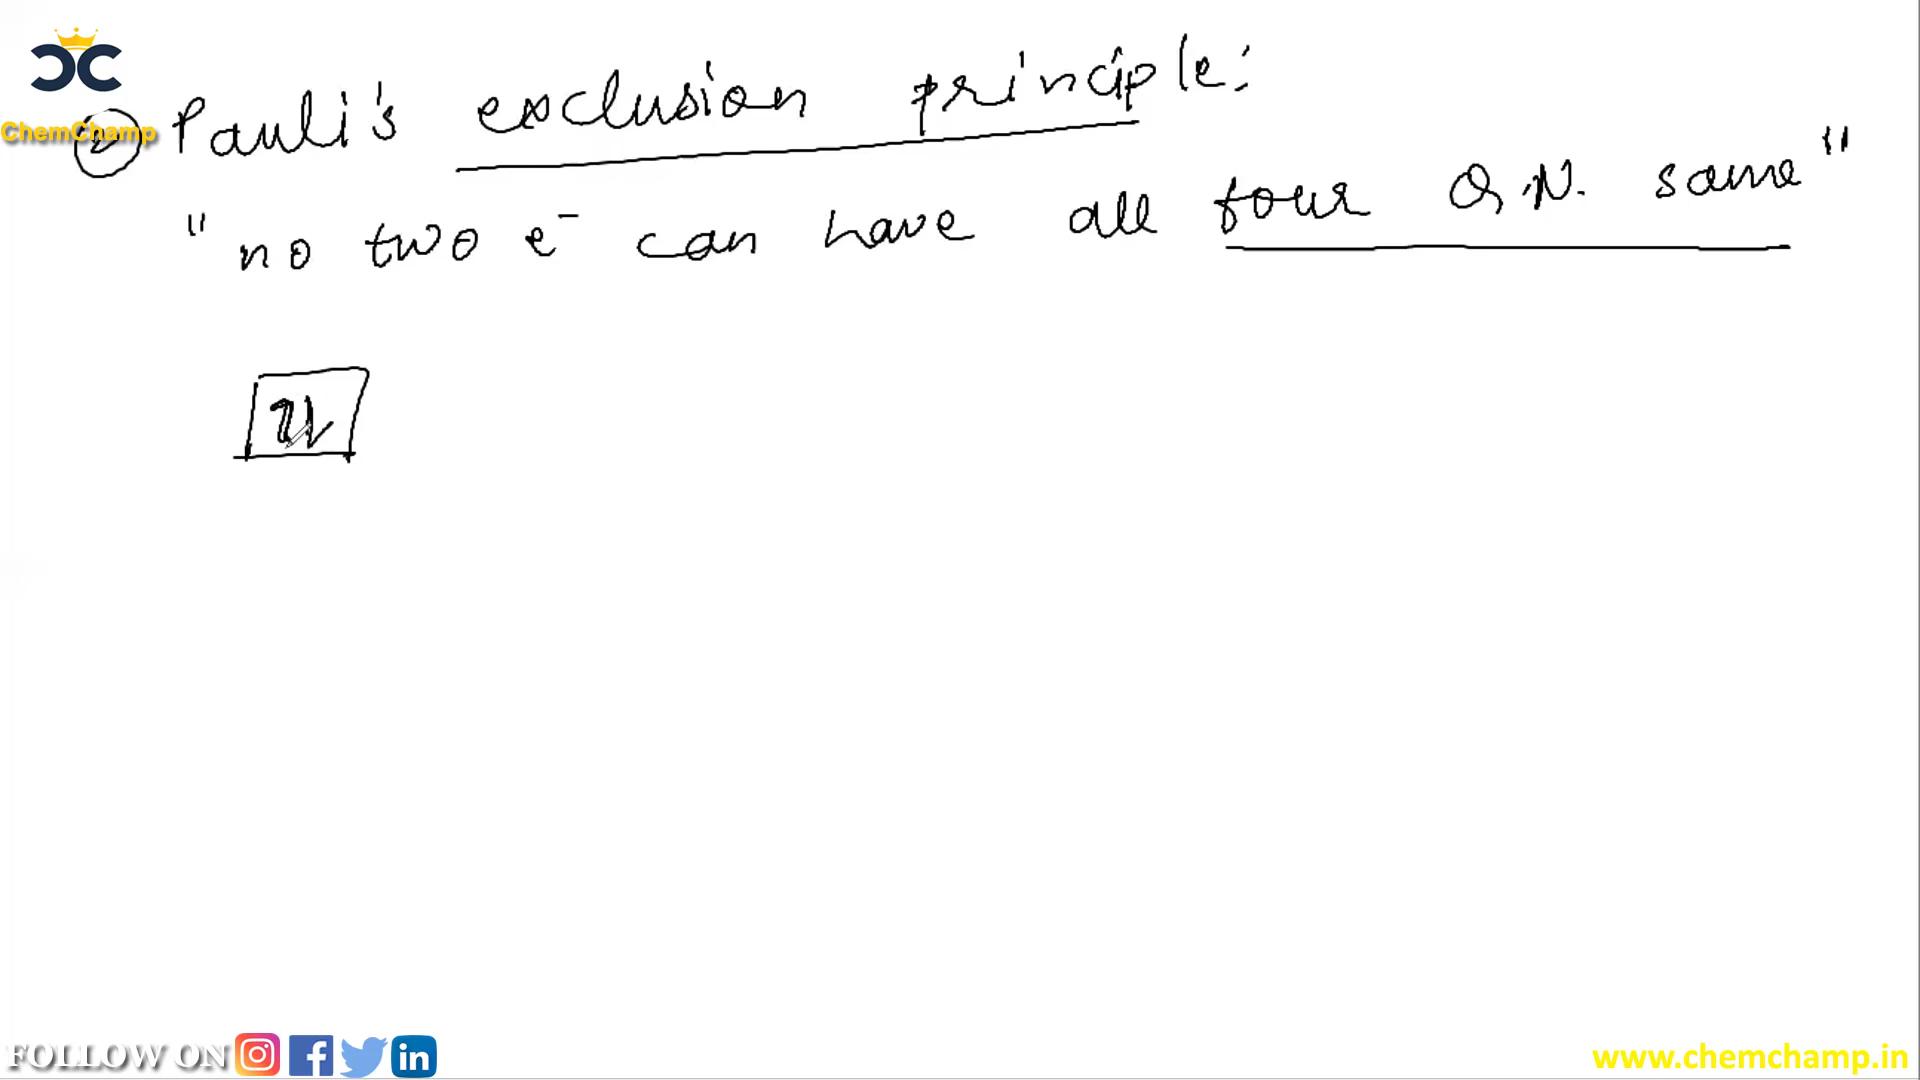 ChemChamp
② Pauli's exclusion principle:
"no two e⁻ can have all four Q.N. same"
FOLLOW ON
www.chemchamp.in